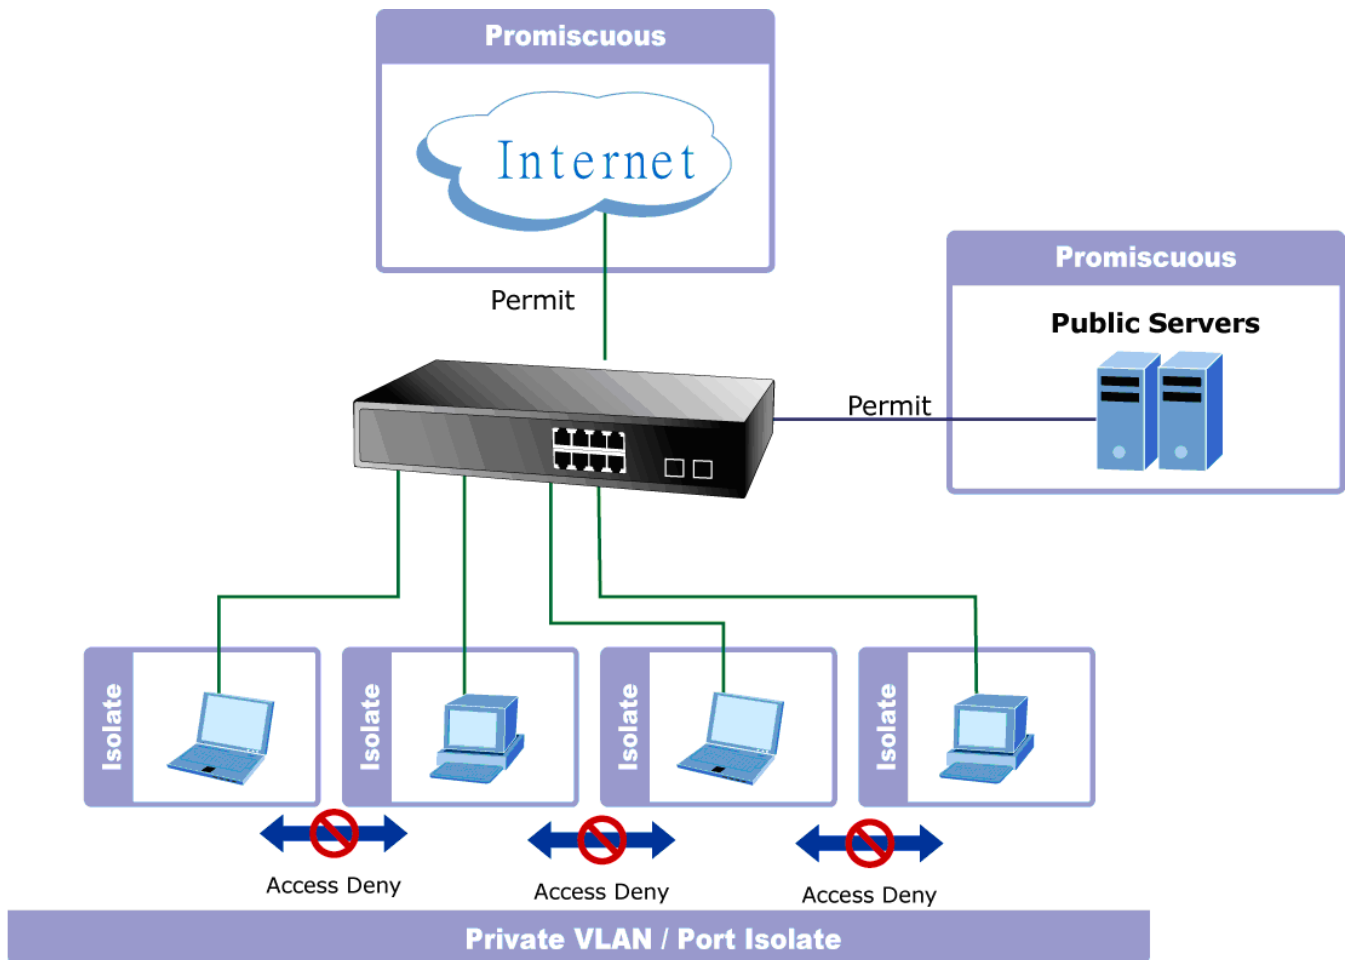 Promiscuous
Internet
Permit
Promiscuous
Public Servers
Permit
Isolate
Isolate
Isolate
Isolate
Access Deny
Access Deny
Access Deny
Private VLAN / Port Isolate